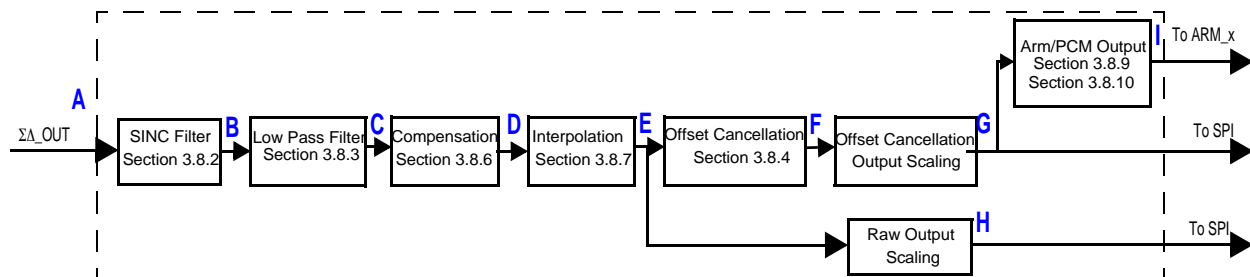 A
ΣΔ_OUT
SINC Filter
Section 3.8.2
B
Low Pass Filter
Section 3.8.3
C
Compensation
Section 3.8.6
D
Interpolation
Section 3.8.7
E
Offset Cancellation
Section 3.8.4
F
Offset Cancellation
Output Scaling
G
Arm/PCM Output
Section 3.8.9
Section 3.8.10
I
To ARM_x
To SPI
Raw Output
Scaling
H
To SPI